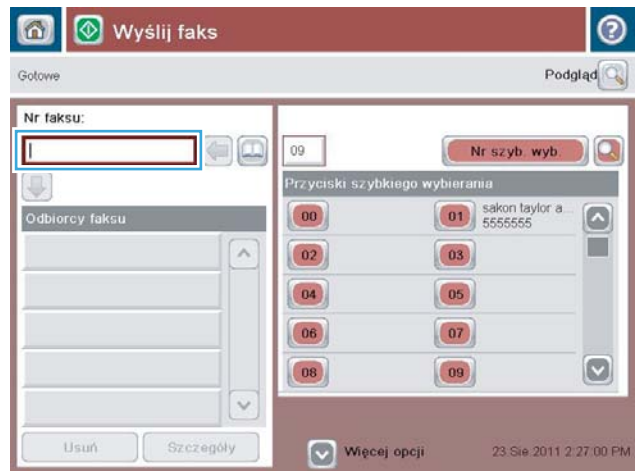 Wyślij faks
Gotowe
Podgląd
Nr faksu:
09
Nr szyb. wyb.
Przyciski szybkiego wybierania
Odbiorcy faksu
00
01
sakon taylor a...
5555555
02
03
04
05
06
07
08
09
Usuń
Szczegóły
Więcej opcji
23 Sie 2011 2:27:00 PM